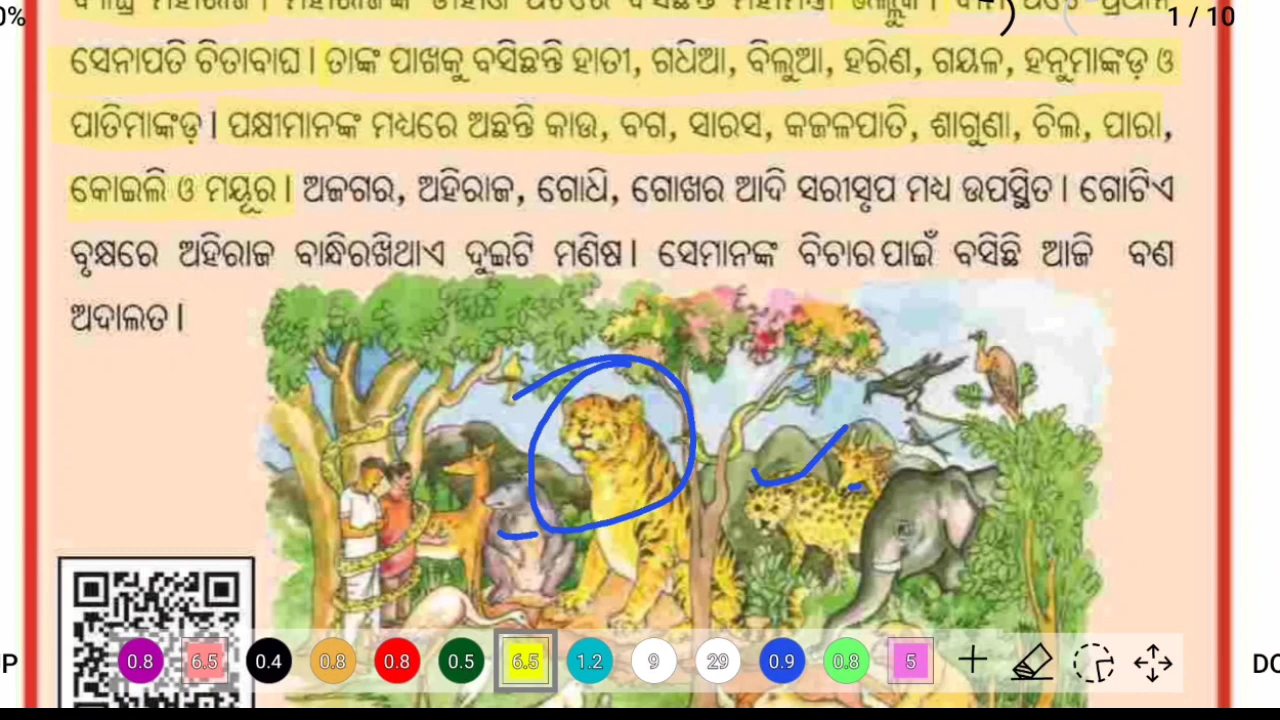 0%
1 / 10
ସେନାପତି ଚିତାବାଘ। ତାଙ୍କ ପାଖକୁ ବସିଛନ୍ତି ହାତୀ, ଗଧିଆ, ବିଲୁଆ, ହରିଣ, ଗୟଳ, ହନୁମାଙ୍କଡ଼ ଓ
ପାତିମାଙ୍କଡ଼। ପକ୍ଷୀମାନଙ୍କ ମଧ୍ୟରେ ଅଛନ୍ତି କାଉ, ବଗ, ସାରସ, କଜଳପାତି, ଶାଗୁଣା, ଚିଲ, ପାରା,
କୋଇଲି ଓ ମୟୂର। ଅଜଗର, ଅହିରାଜ, ଗୋଧି, ଗୋଖର ଆଦି ସରୀସୃପ ମଧ୍ୟ ଉପସ୍ଥିତ। ଗୋଟିଏ
ବୃକ୍ଷରେ ଅହିରାଜ ବାନ୍ଧିରଖିଥାଏ ଦୁଇଟି ମଣିଷ। ସେମାନଙ୍କ ବିଚାର ପାଇଁ ବସିଛି ଆଜି ବଣ
ଅଦାଲତ।
0.8 6.5 0.4 0.8 0.8 0.5 6.5 1.2 9 29 0.9 0.8 5